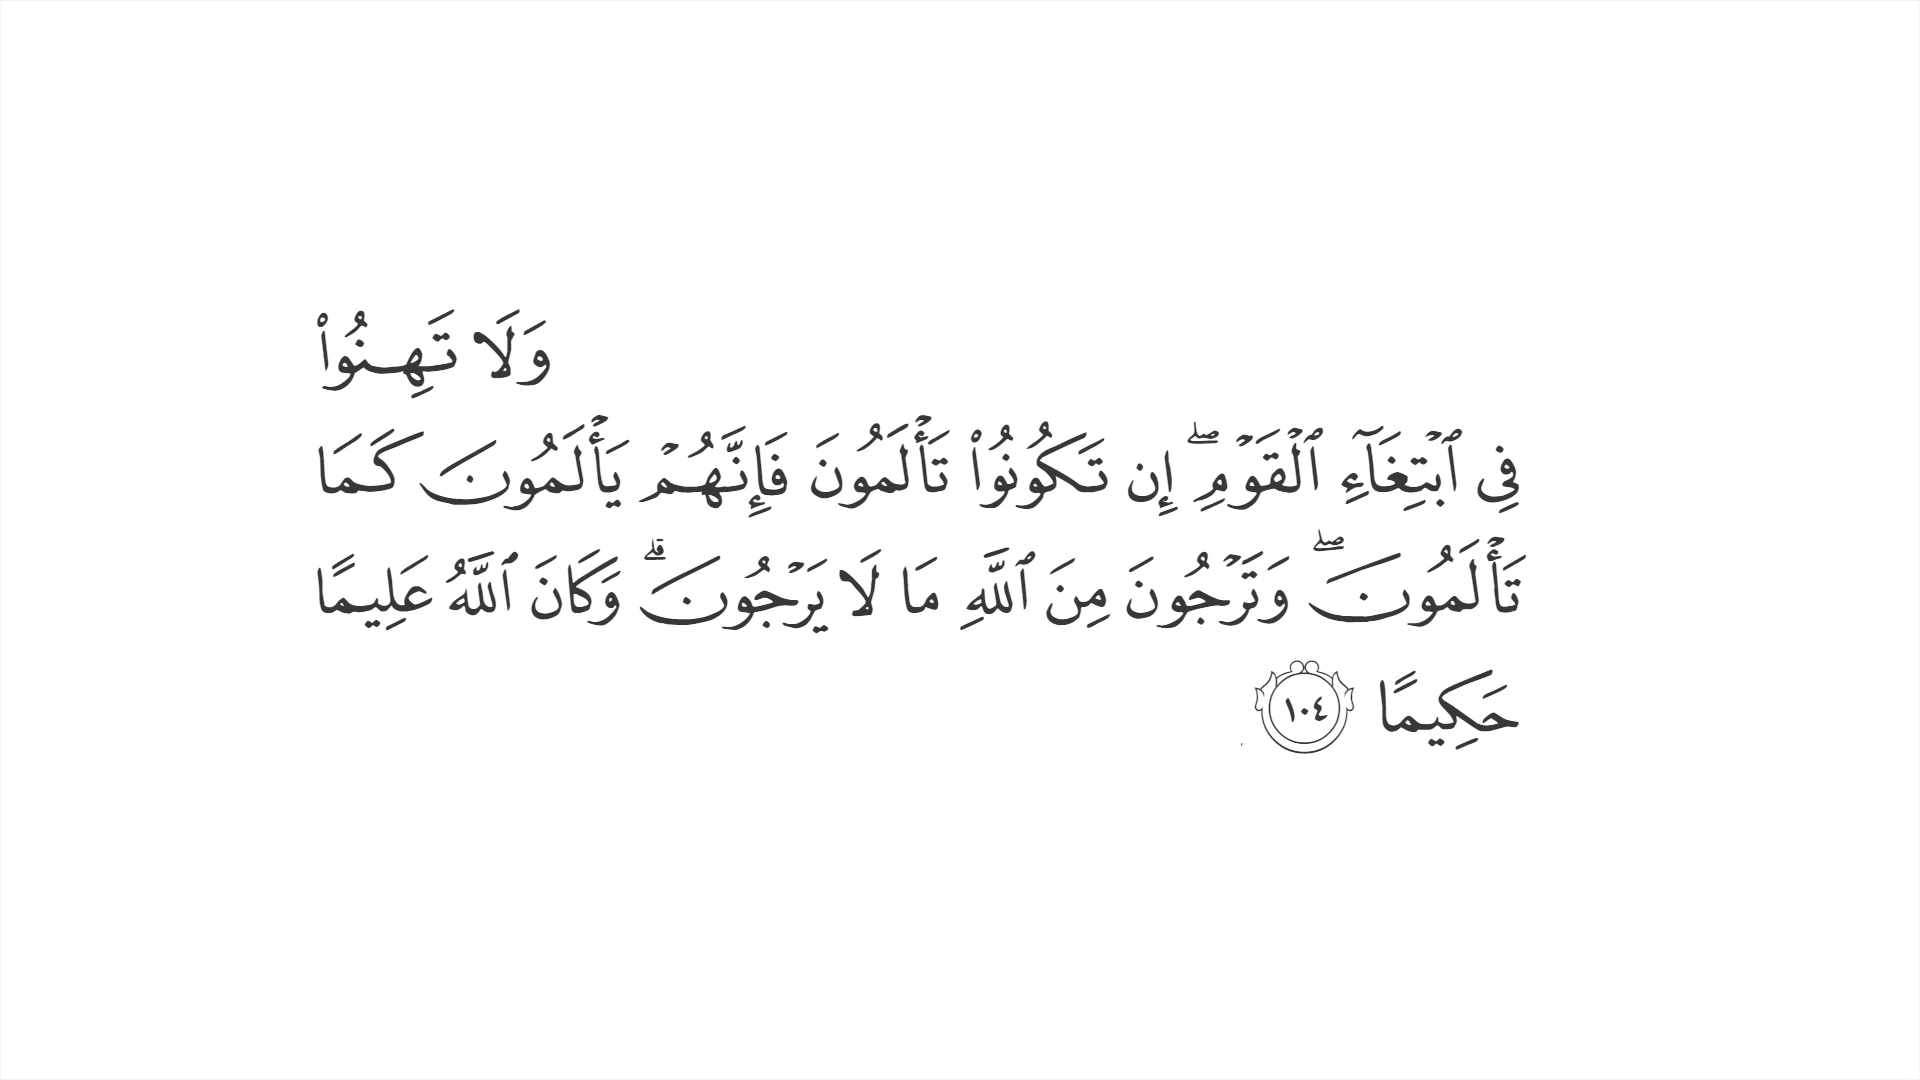 وَلَا تَهِنُوا۟
فِى ٱبْتِغَآءِ ٱلْقَوْمِ ۖ إِن تَكُونُوا۟ تَأْلَمُونَ فَإِنَّهُمْ يَأْلَمُونَ كَمَا
تَأْلَمُونَ ۖ وَتَرْجُونَ مِنَ ٱللَّهِ مَا لَا يَرْجُونَ ۗ وَكَانَ ٱللَّهُ عَلِيمًا
حَكِيمًا ١٠٤